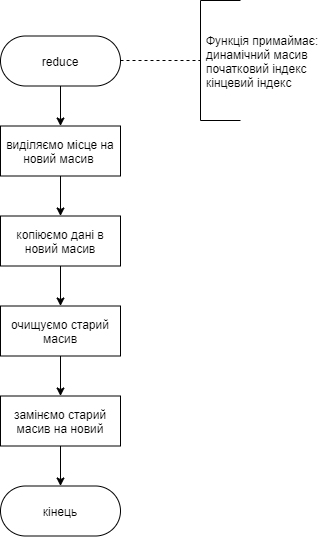 reduce
Функція примаймає:
динамічний масив
початковий індекс
кінцевий індекс
виділяємо місце на
новий масив
копіюємо дані в
новий масив
очищуємо старий
масив
замінємо старий
масив на новий
кінець